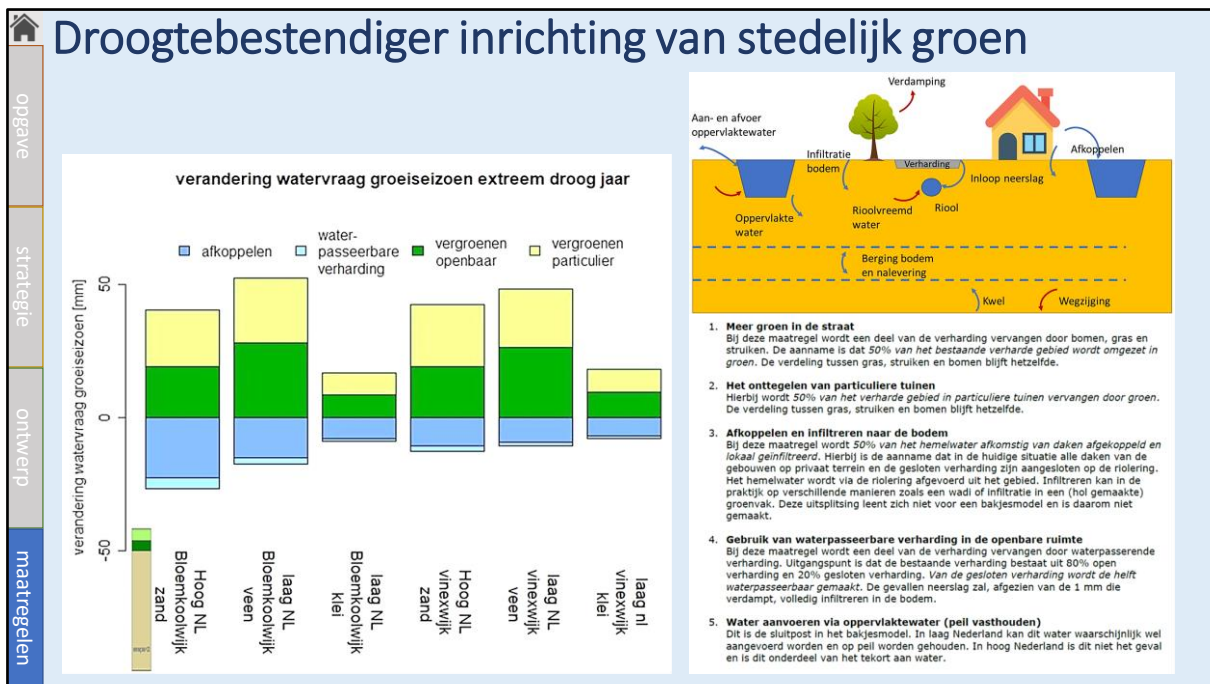 Droogtebestendiger inrichting van stedelijk groen
opgave
strategie
ontwerp
maatregelen
verandering watervraag groeiseizoen extreem droog jaar
afkoppelen
water-
passeerbare
verharding
vergroenen
openbaar
vergroenen
particulier
verandering watervraag groeiseizoen [mm]
50
0
-50
Hoog NL
Bloemkoolwijk
zand
laag NL
Bloemkoolwijk
veen
laag NL
Bloemkoolwijk
klei
Hoog NL
vinexwijk
zand
laag NL
vinexwijk
veen
laag nl
vinexwijk
klei
Verdamping
Aan- en afvoer
oppervlaktewater
Infiltratie
bodem
Verharding
Afkoppelen
Inloop neerslag
Oppervlakte
water
Rioolvreemd
water
Riool
Berging bodem
en nalevering
Kwel
Wegzijging
1. Meer groen in de straat
Bij deze maatregel wordt een deel van de verharding vervangen door bomen, gras en
struiken. De aanname is dat 50% van het bestaande verharde gebied wordt omgezet in
groen. De verdeling tussen gras, struiken en bomen blijft hetzelfde.
2. Het onttegelen van particuliere tuinen
Hierbij wordt 50% van het verharde gebied in particuliere tuinen vervangen door groen.
De verdeling tussen gras, struiken en bomen blijft hetzelfde.
3. Afkoppelen en infiltreren naar de bodem
Bij deze maatregel wordt 50% van het hemelwater afkomstig van daken afgekoppeld en
lokaal geïnfiltreerd. Hierbij is de aanname dat in de huidige situatie alle daken van de
gebouwen op privaat terrein en de gesloten verharding zijn aangesloten op de riolering.
Het hemelwater wordt via de riolering afgevoerd uit het gebied. Infiltreren kan in de
praktijk op verschillende manieren zoals een wadi of infiltratie in een (hol gemaakte)
groenvak. Deze uitsplitsing leent zich niet voor een bakjesmodel en is daarom niet
gemaakt.
4. Gebruik van waterpasseerbare verharding in de openbare ruimte
Bij deze maatregel wordt een deel van de verharding vervangen door waterpasserende
verharding. Uitgangspunt is dat de bestaande verharding bestaat uit 80% open
verharding en 20% gesloten verharding. Van de gesloten verharding wordt de helft
waterpasseerbaar gemaakt. De gevallen neerslag zal, afgezien van de 1 mm die
verdampt, volledig infiltreren in de bodem.
5. Water aanvoeren via oppervlaktewater (peil vasthouden)
Dit is de sluitpost in het bakjesmodel. In laag Nederland kan dit water waarschijnlijk wel
aangevoerd worden en op peil worden gehouden. In hoog Nederland is dit niet het geval
en is dit onderdeel van het tekort aan water.